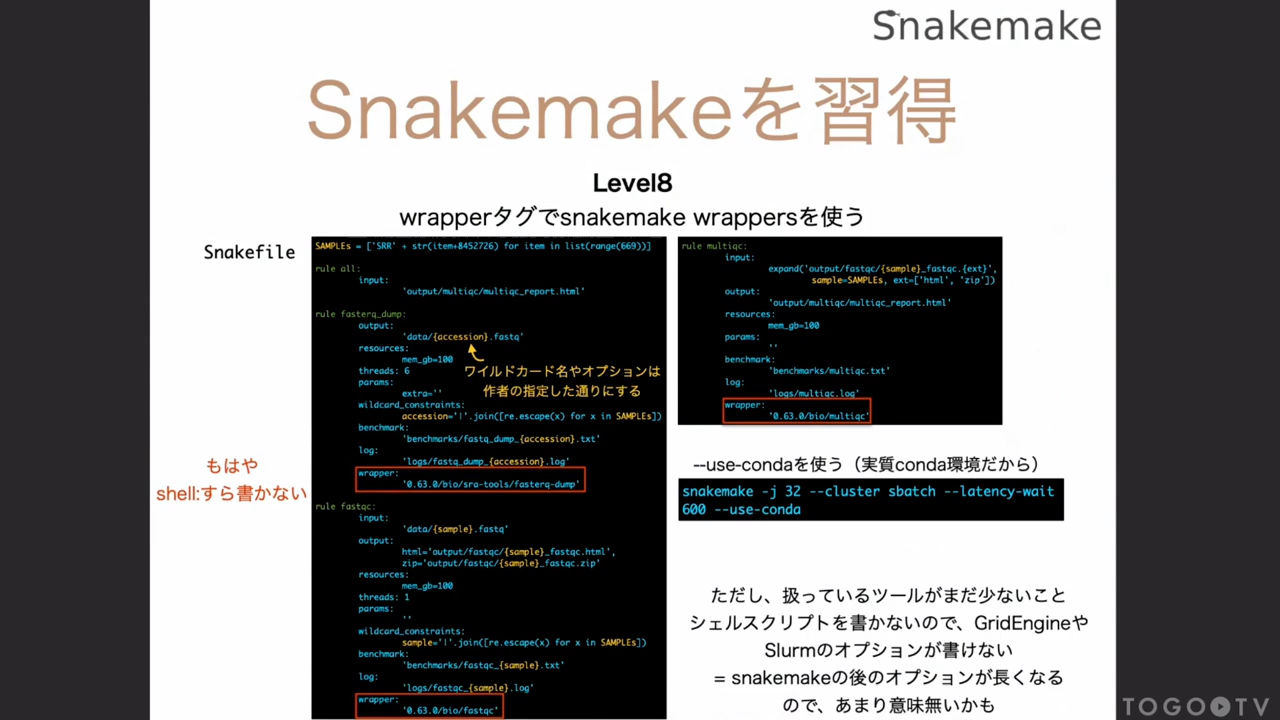 Snakemake
Snakemakeを習得
Level8
wrapperタグでsnakemake wrappersを使う
Snakefile
SAMPLEs = ['SRR' + str(item+8452726) for item in list(range(669))]
rule all:
input:
'output/multiqc/multiqc_report.html'
rule fasterq_dump:
output:
'data/{accession}.fastq'
resources:
mem_gb=100
threads: 6
params:
extra=''
wildcard_constraints:
accession='|'.join([re.escape(x) for x in SAMPLEs])
benchmark:
'benchmarks/fastq_dump_{accession}.txt'
log:
'logs/fastq_dump_{accession}.log'
wrapper:
'0.63.0/bio/sra-tools/fasterq-dump'
ワイルドカード名やオプションは
作者の指定した通りにする
もはや
shell:すら書かない
rule fastqc:
input:
'data/{sample}.fastq'
output:
html='output/fastqc/{sample}_fastqc.html',
zip='output/fastqc/{sample}_fastqc.zip'
resources:
mem_gb=100
threads: 1
params:
''
wildcard_constraints:
sample='|'.join([re.escape(x) for x in SAMPLEs])
benchmark:
'benchmarks/fastqc_{sample}.txt'
log:
'logs/fastqc_{sample}.log'
wrapper:
'0.63.0/bio/fastqc'
rule multiqc:
input:
expand('output/fastqc/{sample}_fastqc.{ext}',
sample=SAMPLEs, ext=['html', 'zip'])
output:
'output/multiqc/multiqc_report.html'
resources:
mem_gb=100
params:
''
benchmark:
'benchmarks/multiqc.txt'
log:
'logs/multiqc.log'
wrapper:
'0.63.0/bio/multiqc'
--use-condaを使う（実質conda環境だから）
snakemake -j 32 --cluster sbatch --latency-wait
600 --use-conda
ただし、扱っているツールがまだ少ないこと
シェルスクリプトを書かないので、GridEngineや
Slurmのオプションが書けない
= snakemakeの後のオプションが長くなる
ので、あまり意味無いかも
TOGOTV